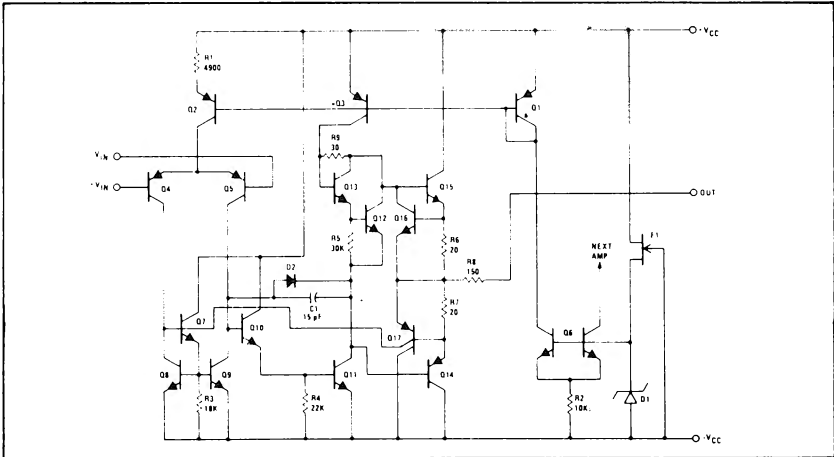 R1
4900
-VCC
Q2
Q3
Q1
R9
30
VIN
-VIN
Q4
Q5
Q13
Q15
OUT
Q12
Q16
R5
30K
R6
20
R8
150
NEXT
AMP
F1
D2
C1
15 pF
R7
20
Q7
Q10
Q17
Q6
Q8
Q9
R3
18K
R4
22K
Q11
Q14
R2
10K
D1
-VCC